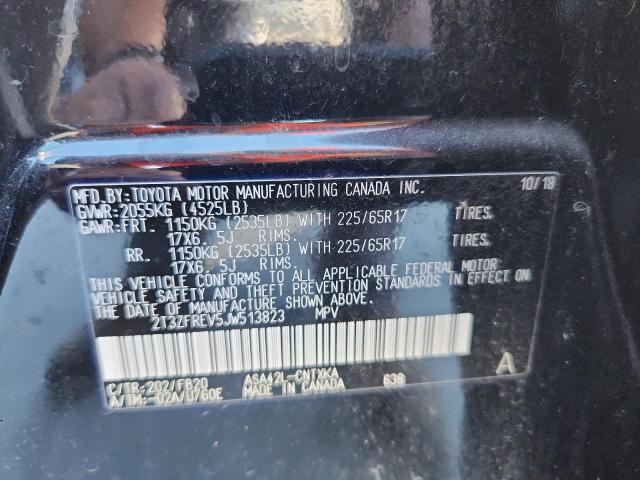 MFD.BY:TOYOTA MOTOR MANUFACTURING CANADA INC. 10/18
GVWR:2055KG (4525LB)
GAWR:FRT. 1150KG (2535LB) WITH 225/65R17 TIRES,
17X6. 5J RIMS.
RR. 1150KG (2535LB) WITH 225/65R17 TIRES,
17X6. 5J RIMS.
THIS VEHICLE CONFORMS TO ALL APPLICABLE FEDERAL MOTOR
VEHICLE SAFETY AND THEFT PREVENTION STANDARDS IN EFFECT ON
THE DATE OF MANUFACTURE SHOWN ABOVE.
2T3ZFREV5JW513823 MPV
C/TR:202/FB20 ASA42L-CNTXKA 638 A
A/TM:-02A/U760E MADE IN CANADA